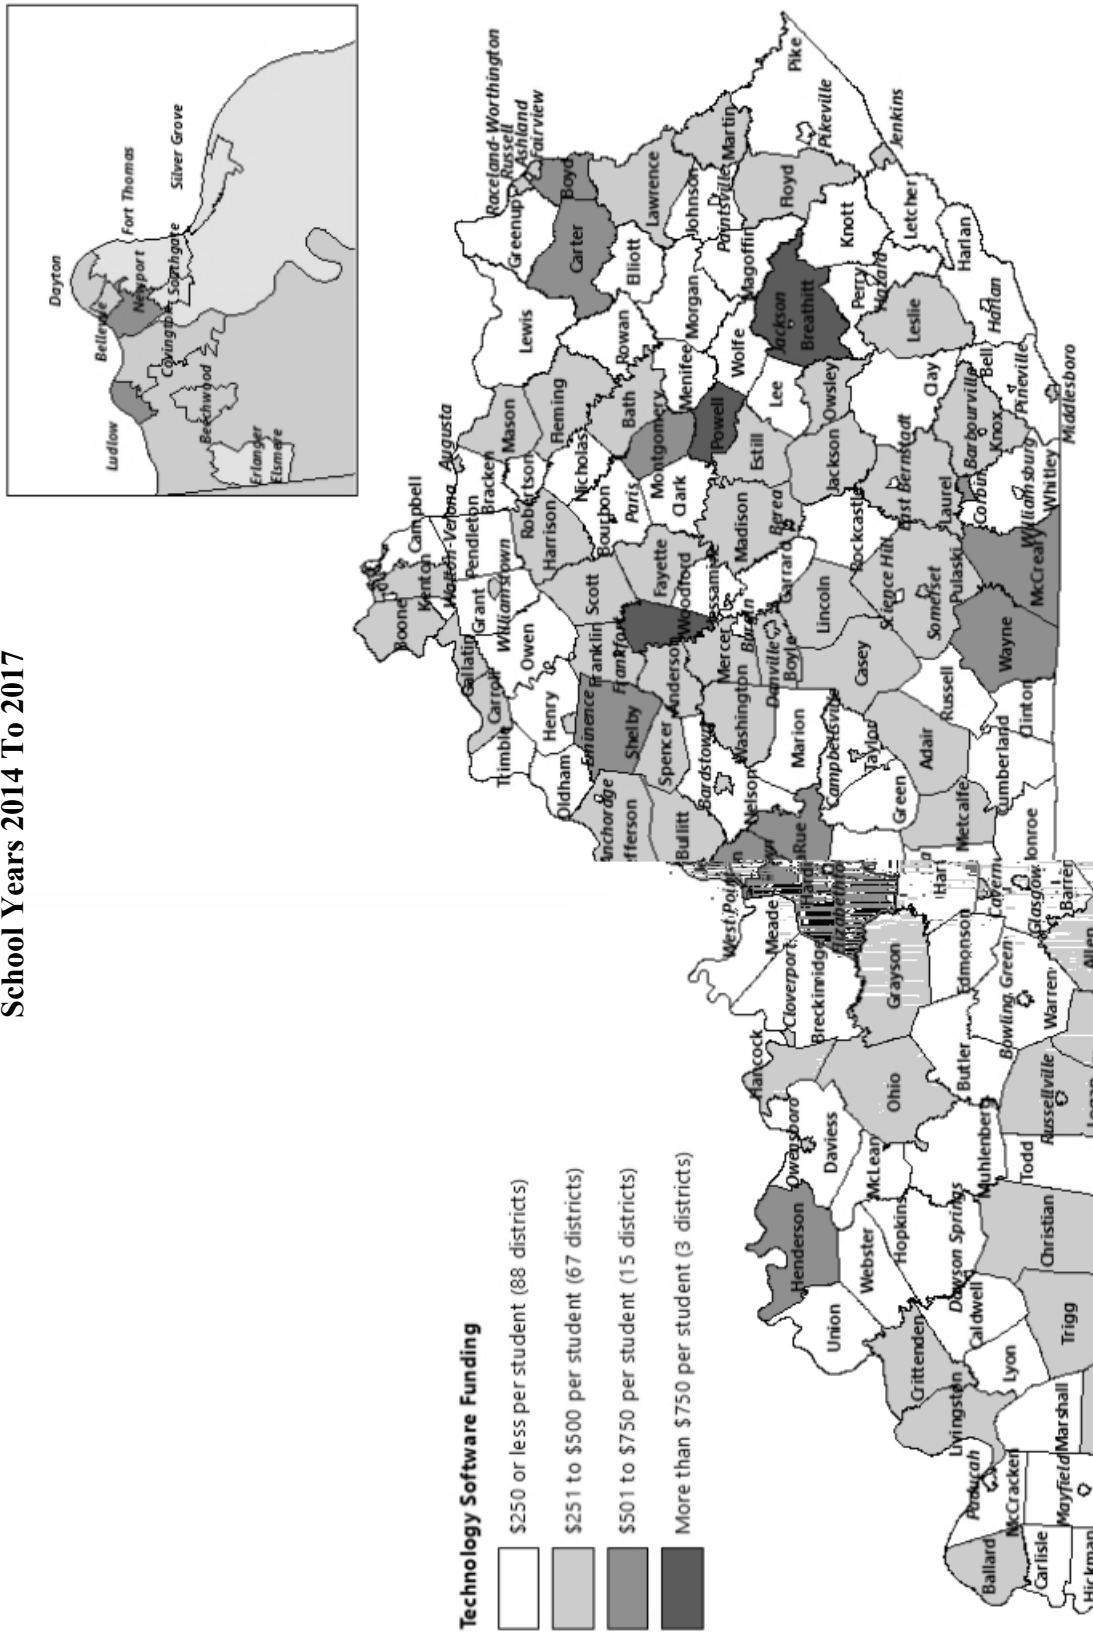 School Years 2014 To 2017
Technology Software Funding
$250 or less per student (88 districts)
$251 to $500 per student (67 districts)
$501 to $750 per student (15 districts)
More than $750 per student (3 districts)
Dayton
Fort Thomas
Silver Grove
Bellevue
Newport
Southgate
Covington
Ludlow
Beechwood
Erlanger
Elsmere
Raceland-Worthington
Russell
Ashland
Fairview
Greenup
Boyd
Carter
Lewis
Elliott
Lawrence
Rowan
Morgan
Johnson
Paintsville
Martin
Magoffin
Floyd
Pike
Pikeville
Jenkins
Knott
Letcher
Wolfe
Menifee
Jackson
Breathitt
Perry
Hazard
Leslie
Harlan
Harlan
Lee
Owsley
Clay
Bell
Pineville
Middlesboro
Barbourville
Knox
Augusta
Mason
Fleming
Bath
Bracken
Robertson
Nicholas
Montgomery
Powell
Estill
Jackson
East Bernstadt
Laurel
Corbin
Williamsburg
Whitley
Campbell
Kenton
Boone
Walton-Verona
Pendleton
Grant
Williamstown
Harrison
Bourbon
Paris
Clark
Madison
Berea
Rockcastle
Scott
Fayette
Woodford
Jessamine
Garrard
Lincoln
Science Hill
Somerset
Pulaski
McCreary
Wayne
Gallatin
Carroll
Owen
Trimble
Henry
Oldham
Eminence
Franklin
Frankfort
Anderson
Mercer
Burgin
Danville
Boyle
Casey
Russell
Clinton
Shelby
Spencer
Washington
Marion
Bardstown
Nelson
Campbellsville
Taylor
Green
Adair
Metcalfe
Cumberland
Anchorage
fferson
Bullitt
aRue
onroe
West Point
Meade
Hardi
Elizabethto
Hart
Cavern
Glasgow
Barren
Allen
Hancock
Cloverport
Breckinridge
Grayson
Edmonson
Bowling Green
Warren
Butler
Ohio
Owensboro
Daviess
McLean
Muhlenberg
Todd
Russellville
Logan
Henderson
Union
Webster
Hopkins
Dawson Springs
Caldwell
Christian
Crittenden
Livingston
Lyon
Trigg
Marshall
Paducah
McCracken
Mayfield
Ballard
Carlisle
Hickman